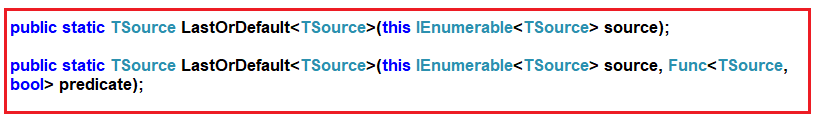 public static TSource LastOrDefault<TSource>(this IEnumerable<TSource> source);
public static TSource LastOrDefault<TSource>(this IEnumerable<TSource> source, Func<TSource,
bool> predicate);